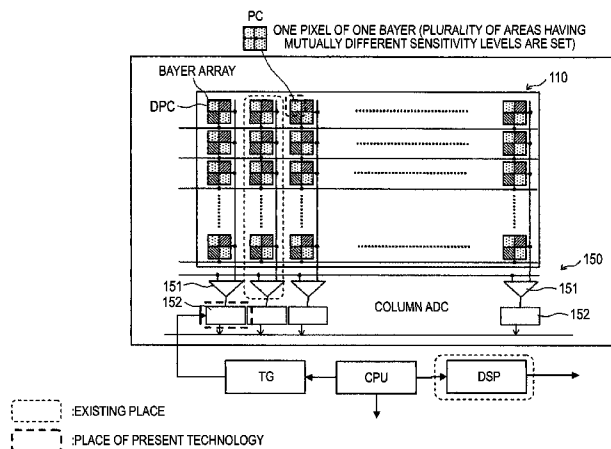 PC
ONE PIXEL OF ONE BAYER (PLURALITY OF AREAS HAVING
MUTUALLY DIFFERENT SENSITIVITY LEVELS ARE SET)
BAYER ARRAY
110
DPC
150
151
151
152
COLUMN ADC
152
TG
CPU
DSP
:EXISTING PLACE
:PLACE OF PRESENT TECHNOLOGY